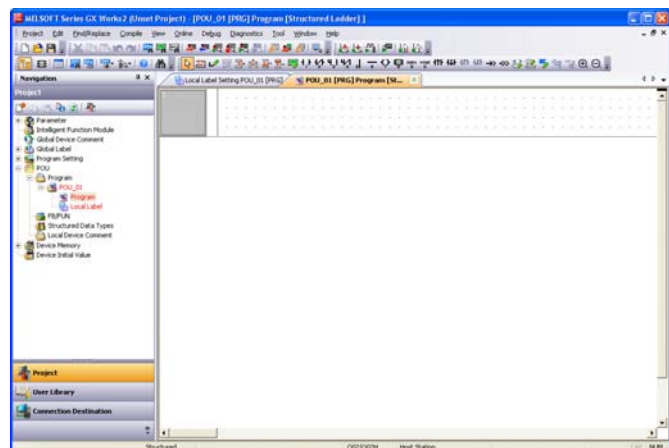 MELSOFT Series GX Works2 (Unset Project) - [POU_01 [PRG] Program [Structured Ladder] ]
Project Edit Find/Replace Compile View Online Debug Diagnostics Tool Window Help
Navigation
Local Label Setting POU_01 [PRG]
POU_01 [PRG] Program [St...
Project
Parameter
Intelligent Function Module
Global Device Comment
Global Label
Program Setting
POU
Program
POU_01
Program
Local Label
FB/FUN
Structured Data Types
Local Device Comment
Device Memory
Device Initial Value
Project
User Library
Connection Destination
Structured Host Station NUM